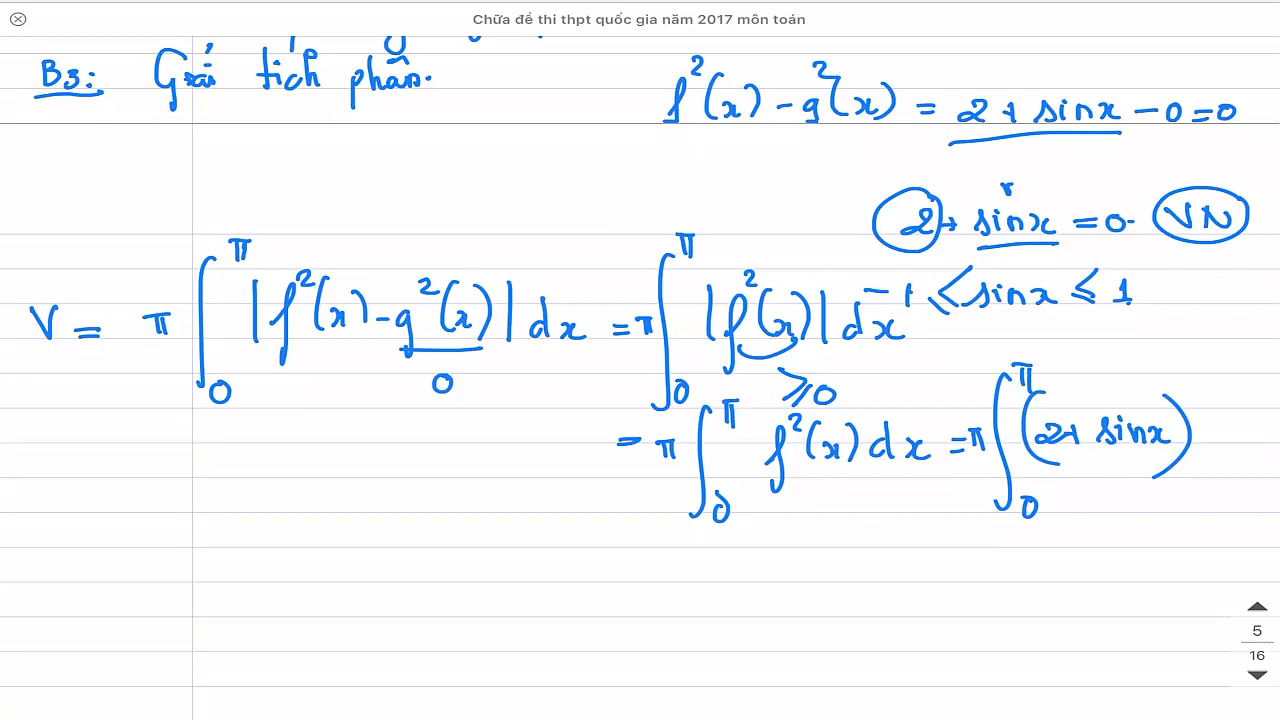 Chữa đề thi thpt quốc gia năm 2017 môn toán
B3: Giải tích phân.
f²(x) - g²(x) = 2 + sinx - 0 = 0
2 + sinx = 0. VN
-1 ≤ sinx ≤ 1
V = π ∫₀^π |f²(x) - g²(x)| dx = π ∫₀^π |f²(x)| dx
0
≥ 0
= π ∫₀^π f²(x) dx = π ∫₀^π (2 + sinx)
5
16